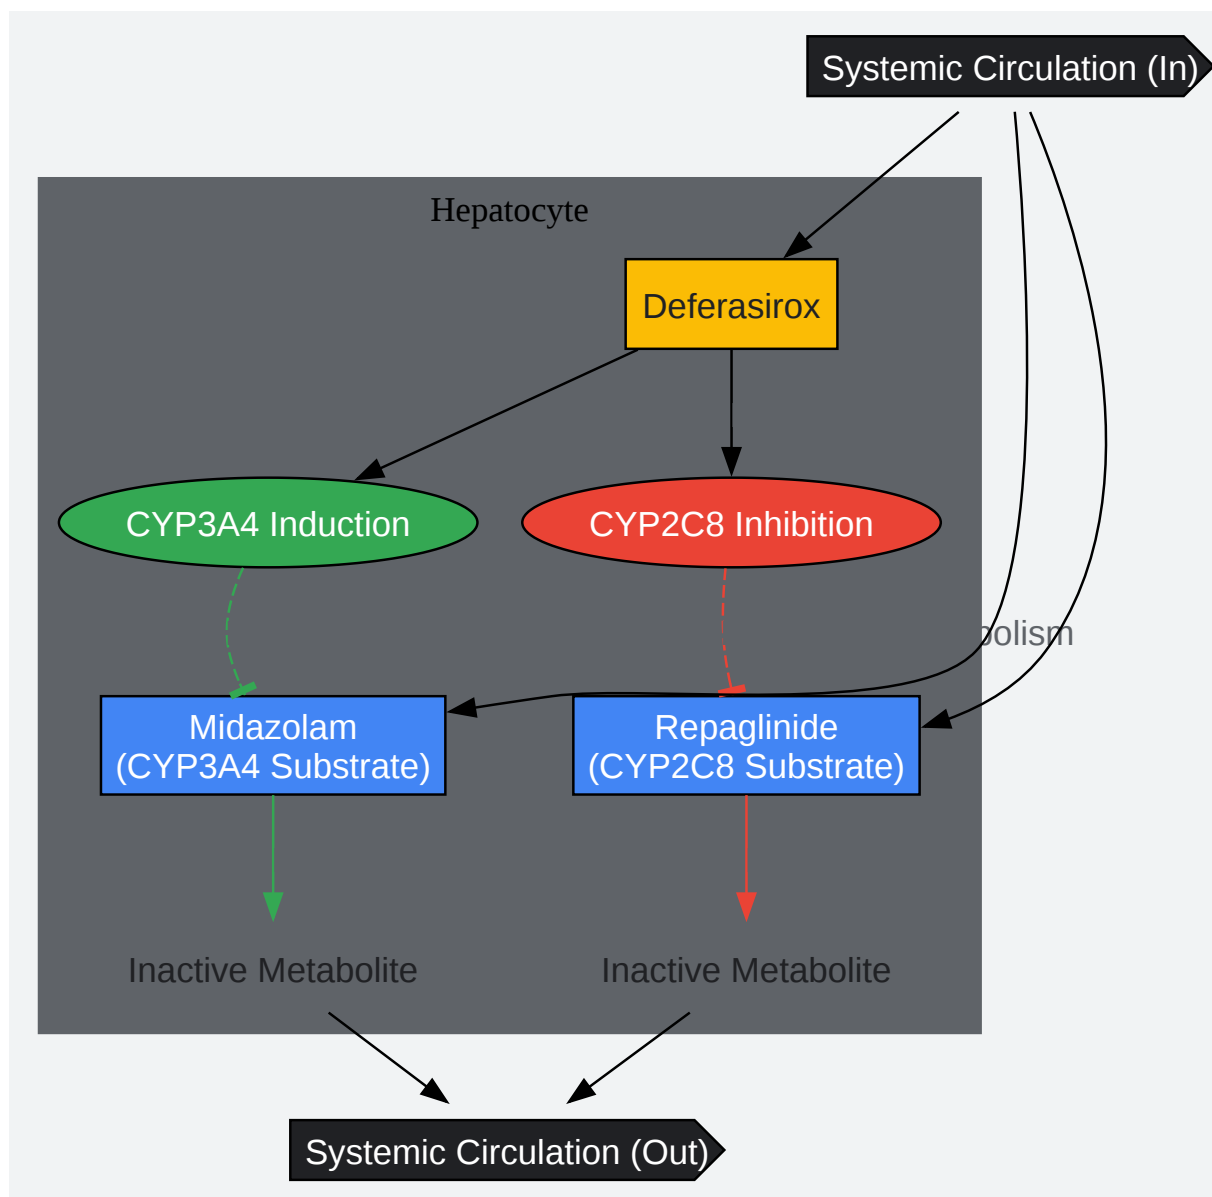 Systemic Circulation (In)
Hepatocyte
Deferasirox
CYP3A4 Induction
CYP2C8 Inhibition
Midazolam
(CYP3A4 Substrate)
Repaglinide
(CYP2C8 Substrate)
Inactive Metabolite
Inactive Metabolite
Systemic Circulation (Out)